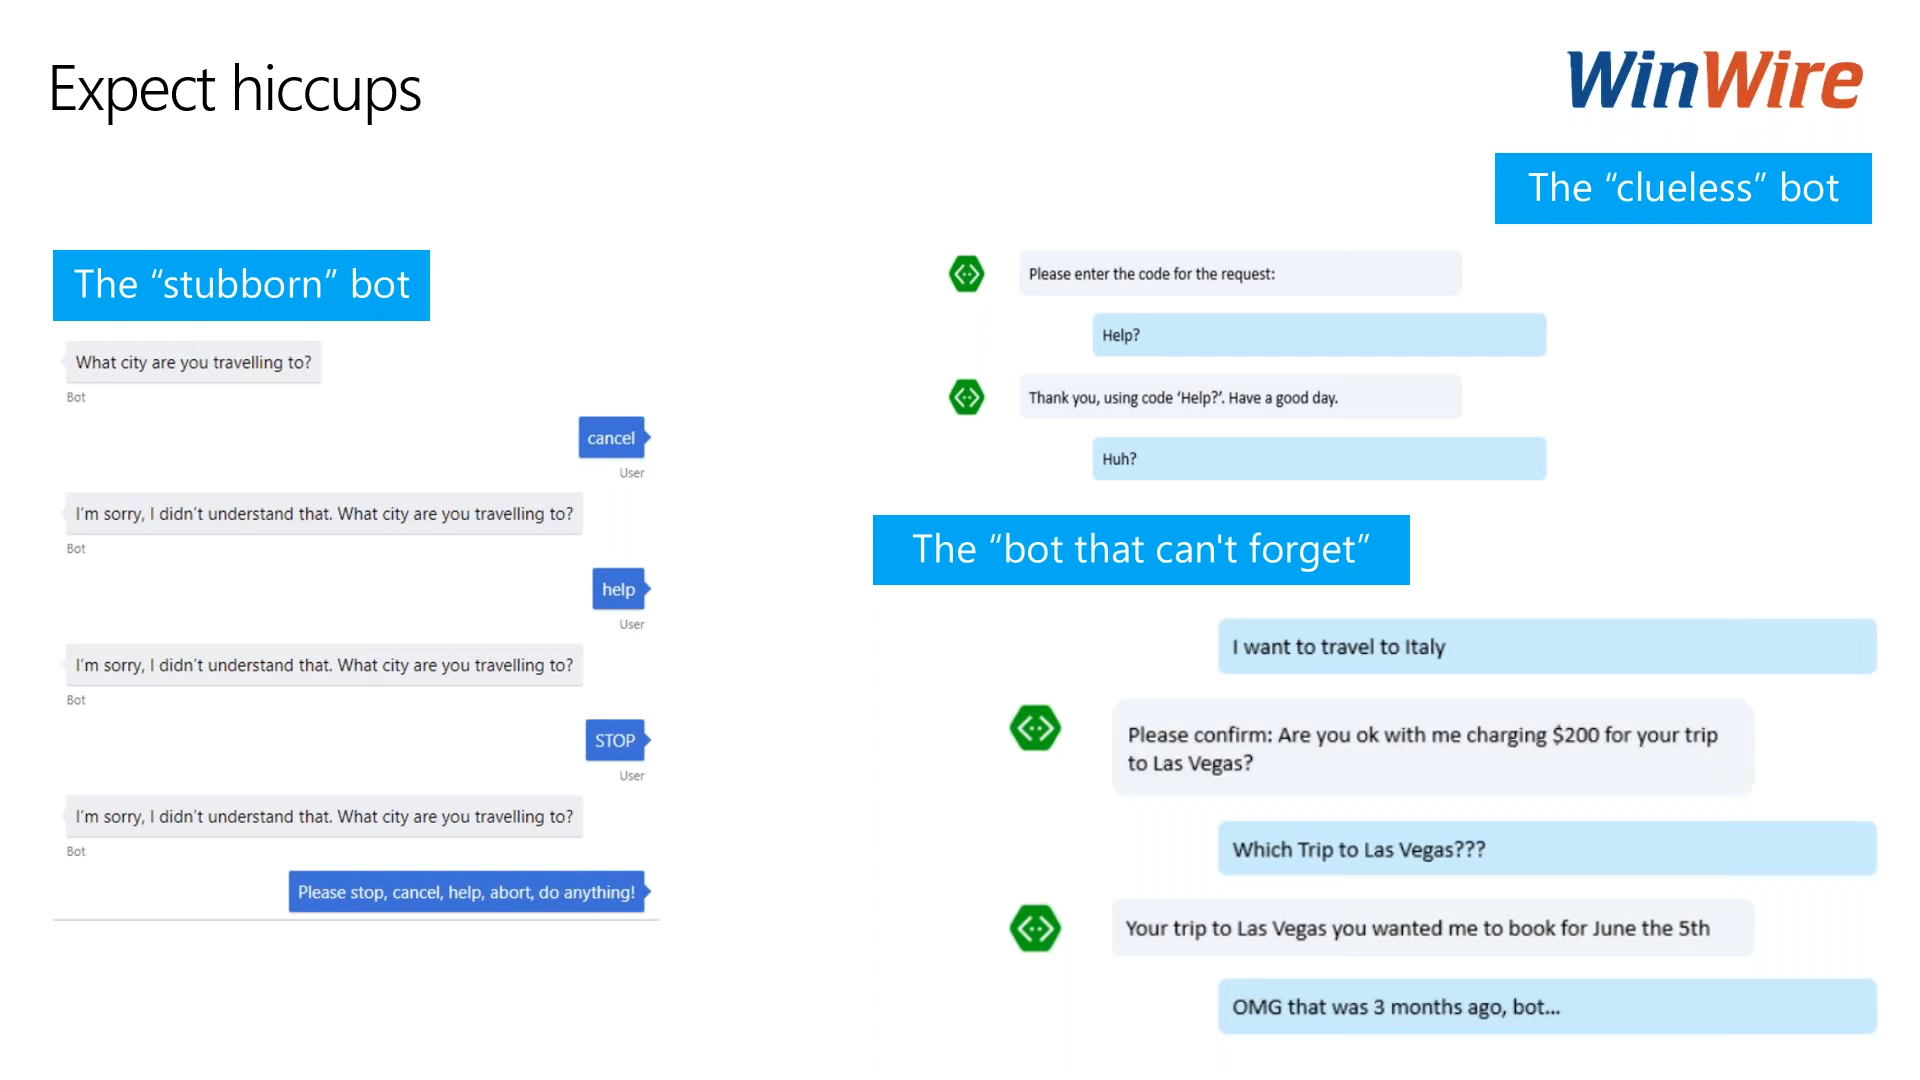 Expect hiccups
WinWire
The “clueless” bot
Please enter the code for the request:
Help?
Thank you, using code ‘Help?’. Have a good day.
Huh?
The “stubborn” bot
What city are you travelling to?
Bot
cancel
User
I'm sorry, I didn't understand that. What city are you travelling to?
Bot
help
User
I'm sorry, I didn't understand that. What city are you travelling to?
Bot
STOP
User
I'm sorry, I didn't understand that. What city are you travelling to?
Bot
Please stop, cancel, help, abort, do anything!
The “bot that can't forget”
I want to travel to Italy
Please confirm: Are you ok with me charging $200 for your trip
to Las Vegas?
Which Trip to Las Vegas???
Your trip to Las Vegas you wanted me to book for June the 5th
OMG that was 3 months ago, bot...